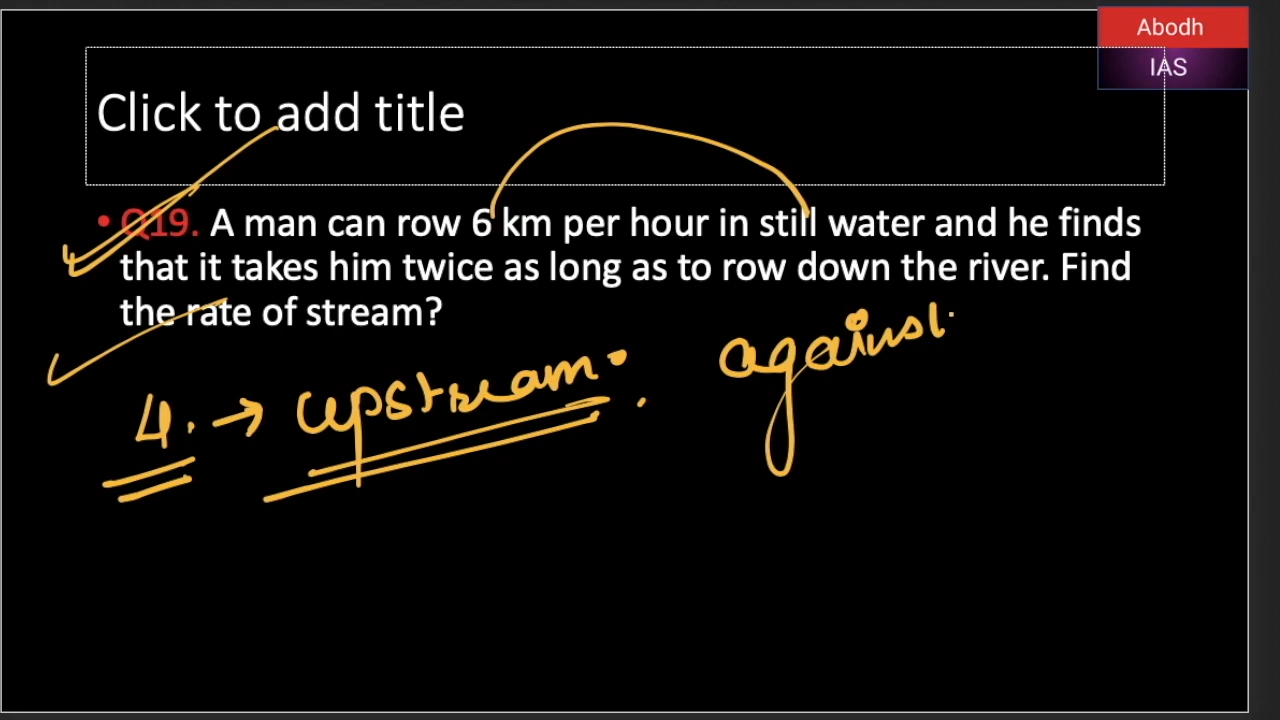 Abodh
IAS
Click to add title
• Q19. A man can row 6 km per hour in still water and he finds
that it takes him twice as long as to row down the river. Find
the rate of stream?
against
4. → upstream.